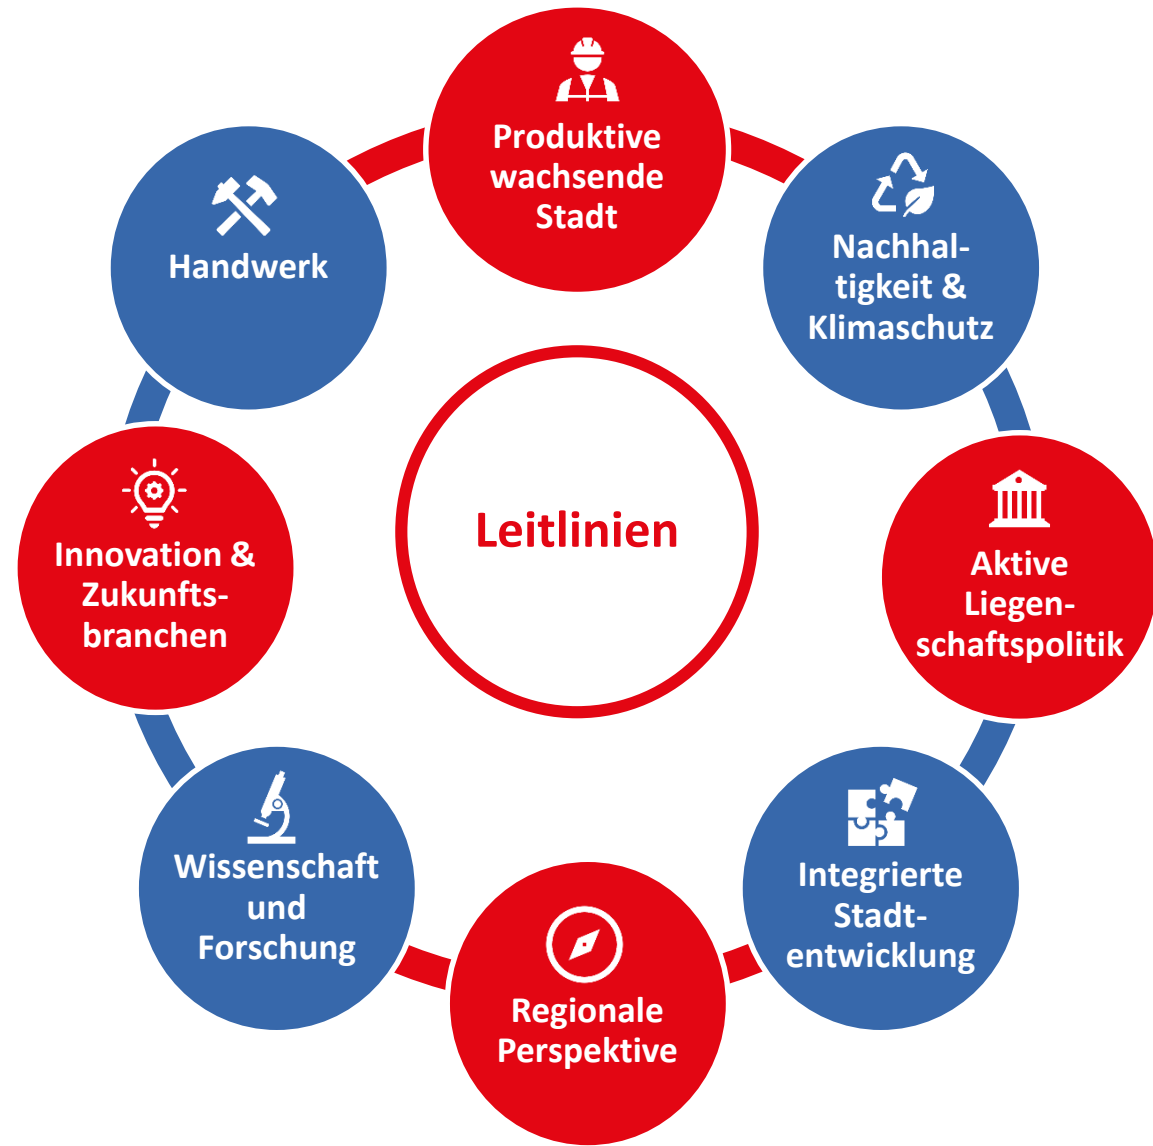 Produktive
wachsende
Stadt
Nachhal-
tigkeit &
Klimaschutz
Aktive
Liegen-
schaftspolitik
Integrierte
Stadt-
entwicklung
Regionale
Perspektive
Wissenschaft
und
Forschung
Innovation &
Zukunfts-
branchen
Handwerk
Leitlinien